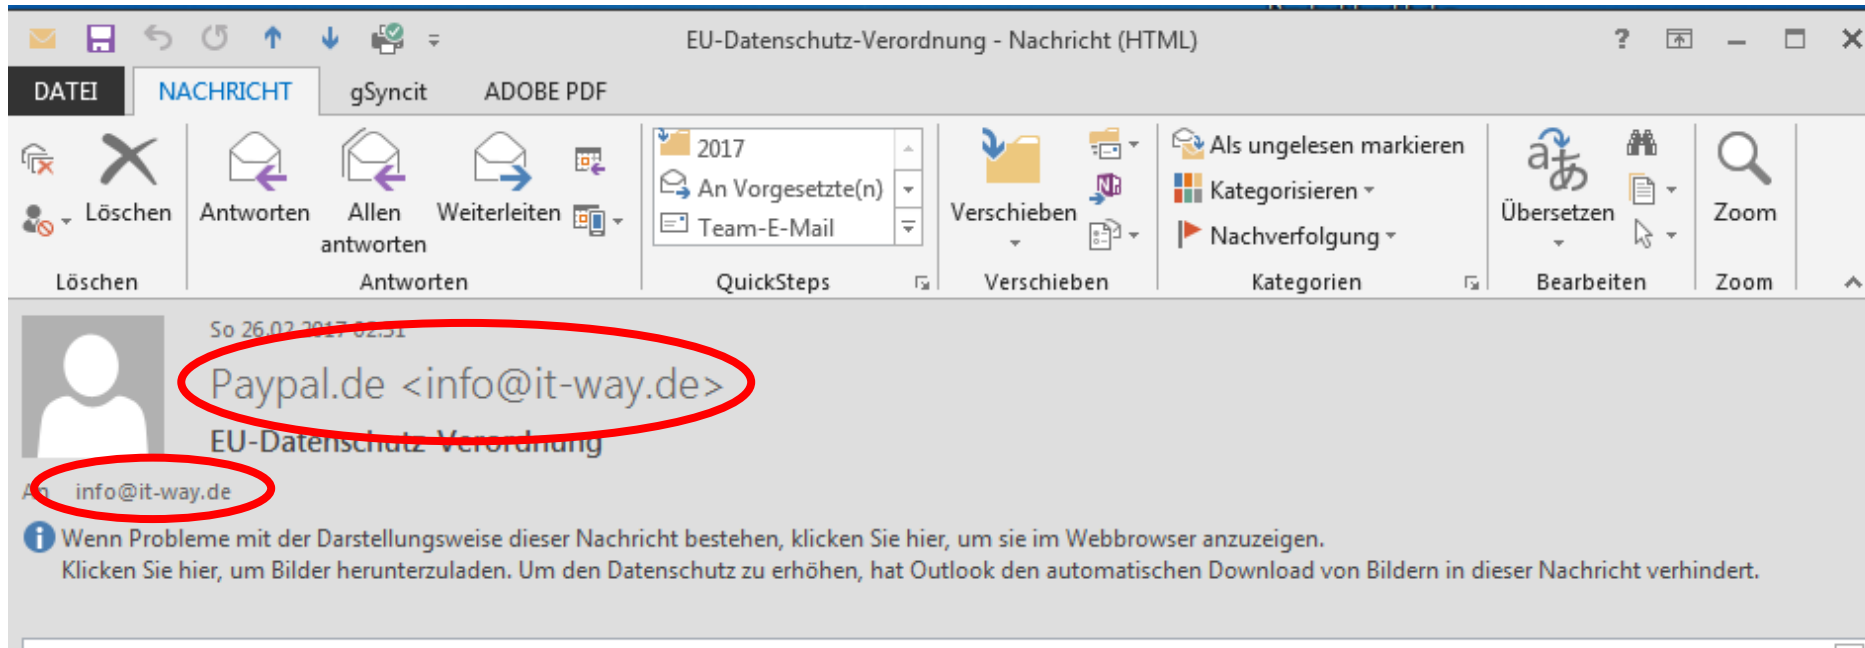 EU-Datenschutz-Verordnung - Nachricht (HTML) ?
DATEI NACHRICHT gSyncit ADOBE PDF
Löschen
Löschen
Antworten
Allen antworten
Weiterleiten
Antworten
2017
An Vorgesetzte(n)
Team-E-Mail
QuickSteps
Verschieben
Verschieben
Als ungelesen markieren
Kategorisieren
Nachverfolgung
Kategorien
Übersetzen
Bearbeiten
Zoom
Zoom
So 26.02.2017 02:31
Paypal.de <info@it-way.de>
EU-Datenschutz-Verordnung
An info@it-way.de
Wenn Probleme mit der Darstellungsweise dieser Nachricht bestehen, klicken Sie hier, um sie im Webbrowser anzuzeigen.
Klicken Sie hier, um Bilder herunterzuladen. Um den Datenschutz zu erhöhen, hat Outlook den automatischen Download von Bildern in dieser Nachricht verhindert.